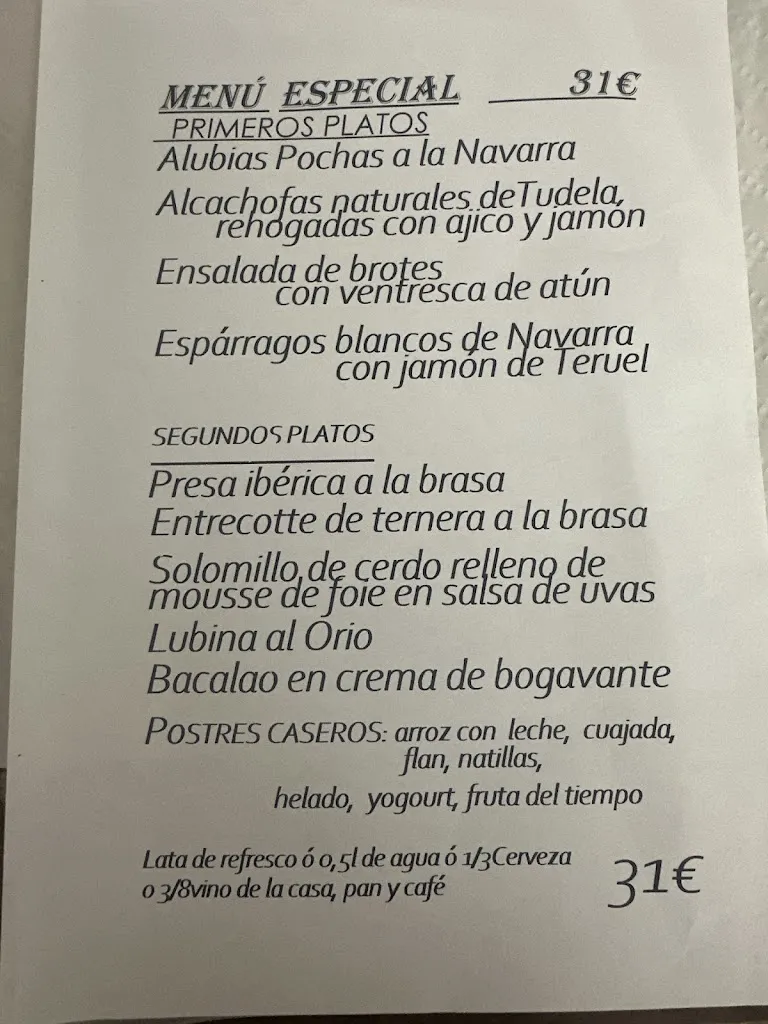 MENÚ ESPECIAL 31€
PRIMEROS PLATOS
Alubias Pochas a la Navarra
Alcachofas naturales deTudela,
rehogadas con ajico y jamón
Ensalada de brotes
con ventresca de atún
Espárragos blancos de Navarra
con jamón de Teruel
SEGUNDOS PLATOS
Presa ibérica a la brasa
Entrecotte de ternera a la brasa
Solomillo de cerdo relleno de
mousse de foie en salsa de uvas
Lubina al Orio
Bacalao en crema de bogavante
POSTRES CASEROS: arroz con leche, cuajada,
flan, natillas,
helado, yogourt, fruta del tiempo
Lata de refresco ó 0,5l de agua ó 1/3Cerveza
o 3/8vino de la casa, pan y café 31€